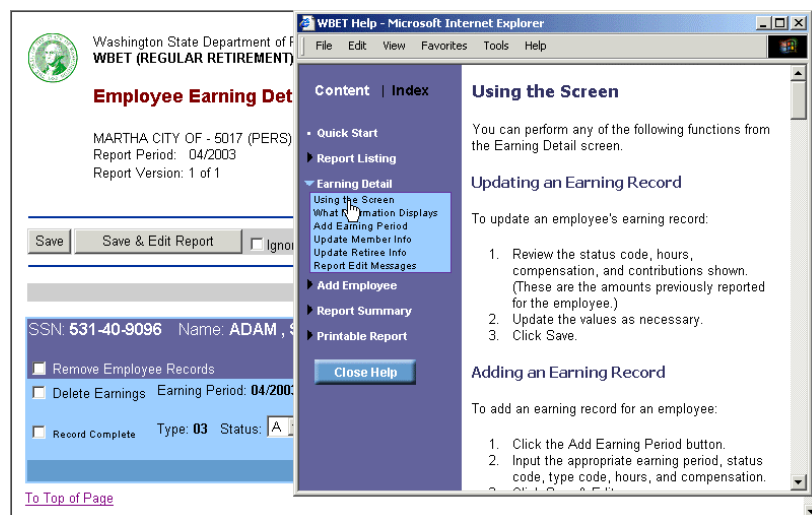 Washington State Department of
WBET (REGULAR RETIREMENT)
Employee Earning Det
MARTHA CITY OF - 5017 (PERS)
Report Period: 04/2003
Report Version: 1 of 1
Save
Save & Edit Report
Ignor
SSN: 531-40-9096 Name: ADAM ,
Remove Employee Records
Delete Earnings Earning Period: 04/2003
Record Complete Type: 03 Status: A
To Top of Page
WBET Help - Microsoft Internet Explorer
File Edit View Favorites Tools Help
Content | Index
Quick Start
Report Listing
Earning Detail
Using the Screen
What Information Displays
Add Earning Period
Update Member Info
Update Retiree Info
Report Edit Messages
Add Employee
Report Summary
Printable Report
Close Help
Using the Screen
You can perform any of the following functions from
the Earning Detail screen.
Updating an Earning Record
To update an employee's earning record:
1. Review the status code, hours,
compensation, and contributions shown.
(These are the amounts previously reported
for the employee.)
2. Update the values as necessary.
3. Click Save.
Adding an Earning Record
To add an earning record for an employee:
1. Click the Add Earning Period button.
2. Input the appropriate earning period, status
code, type code, hours, and compensation.